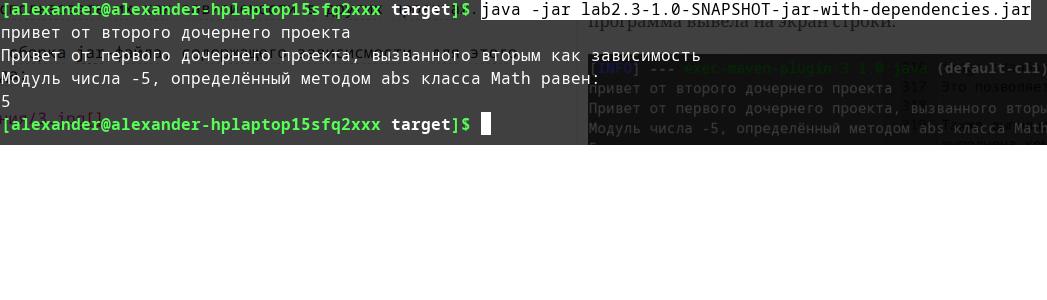 [alexander@alexander-hplaptop15sfq2xxx target]$ java -jar lab2.3-1.0-SNAPSHOT-jar-with-dependencies.jar
привет от второго дочернего проекта
Привет от первого дочернего проекта, вызванного вторым как зависимость
Модуль числа -5, определённый методом abs класса Math равен:
5
[alexander@alexander-hplaptop15sfq2xxx target]$
программа вывела на экран строки:
[INFO] --- exec-maven-plugin:3.1.0:java (default-cli)
привет от второго дочернего проекта
Привет от первого дочернего проекта, вызванного
Модуль числа -5, определённый методом abs класса Math